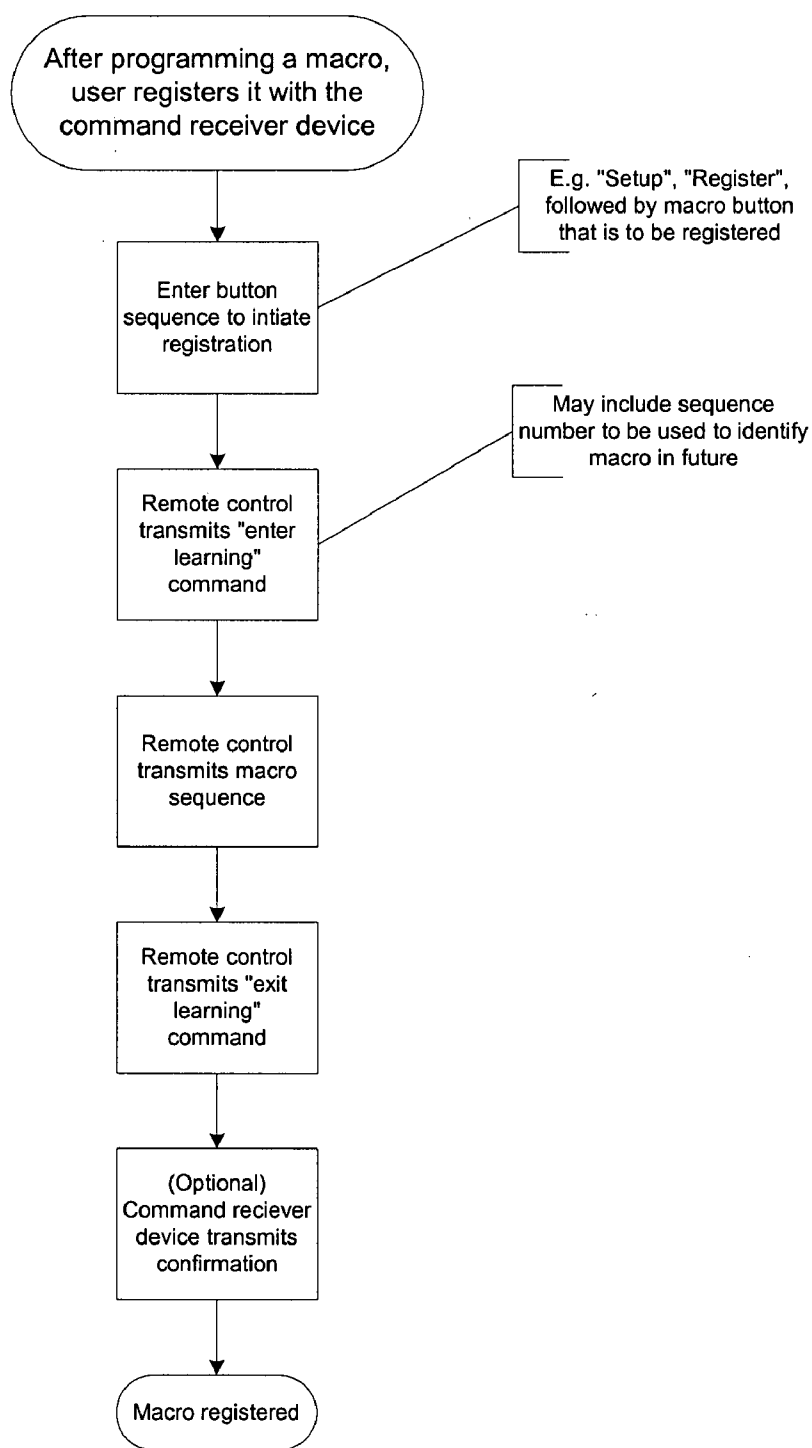 After programming a macro,
user registers it with the
command receiver device
E.g. "Setup", "Register",
followed by macro button
that is to be registered
Enter button
sequence to intiate
registration
May include sequence
number to be used to identify
macro in future
Remote control
transmits "enter
learning"
command
Remote control
transmits macro
sequence
Remote control
transmits "exit
learning"
command
(Optional)
Command reciever
device transmits
confirmation
Macro registered